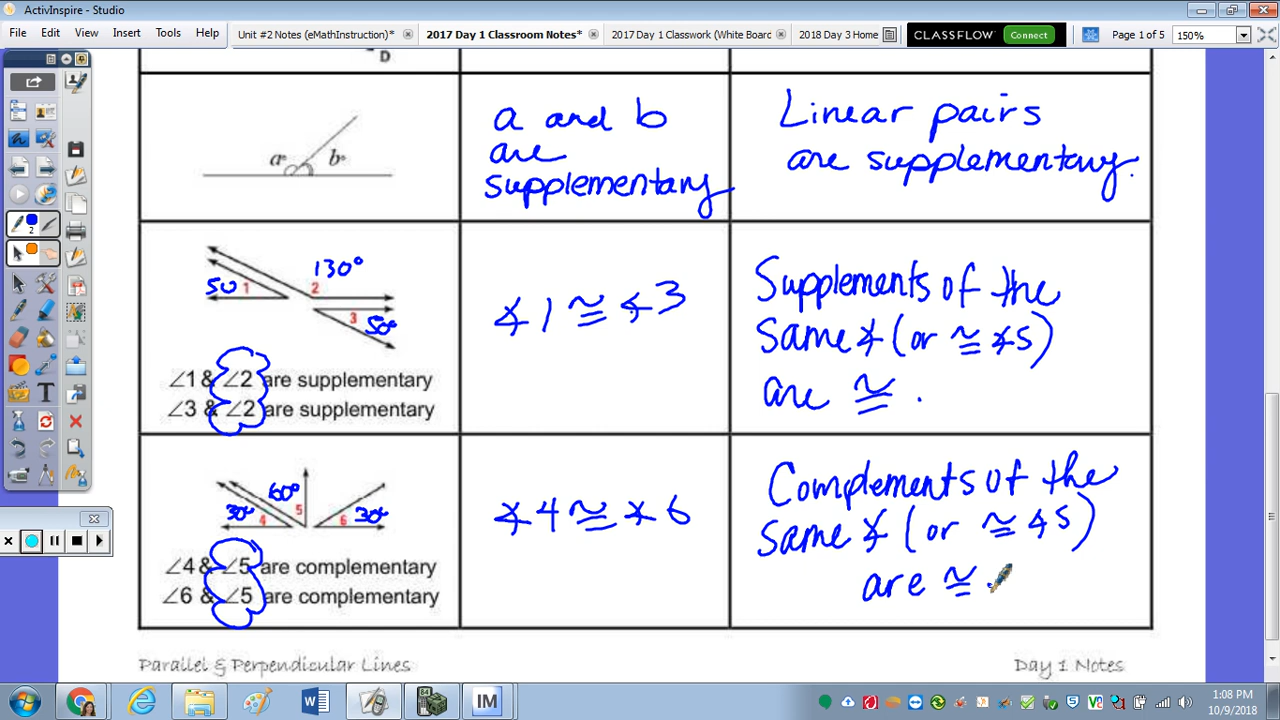 ActivInspire - Studio
File Edit View Insert Tools Help
Unit #2 Notes (eMathInstruction)* 2017 Day 1 Classroom Notes* 2017 Day 1 Classwork (White Board 2018 Day 3 Home CLASSFLOW Connect Page 1 of 5 150%
D
a° b°
a and b
are
supplementary
Linear pairs
are supplementary.
50 1 130° 2
3 50°
∠1 & ∠2 are supplementary
∠3 & ∠2 are supplementary
∡1 ≅ ∡3
Supplements of the
same ∡ (or ≅ ∡s)
are ≅ .
30° 4 60° 5 6 30°
∠4 & ∠5 are complementary
∠6 & ∠5 are complementary
∡4 ≅ ∡6
Complements of the
same ∡ (or ≅ ∡s)
are ≅ .
Parallel & Perpendicular Lines Day 1 Notes
2
T
IM
1:08 PM
10/9/2018